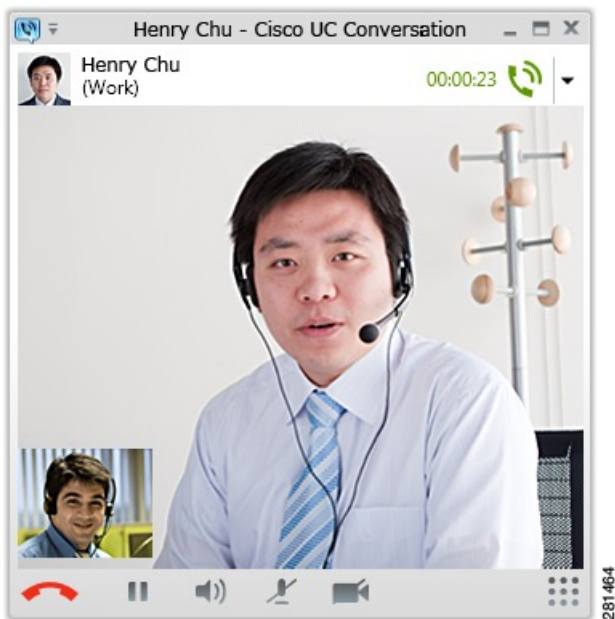 Henry Chu - Cisco UC Conversation
Henry Chu
(Work)
00:00:23
281464